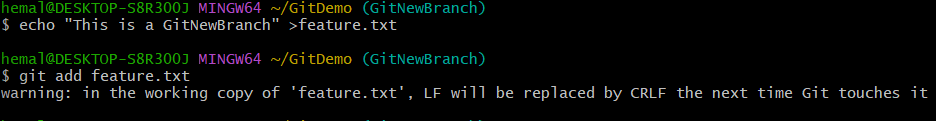 hemal@DESKTOP-S8R3OOJ MINGW64 ~/GitDemo (GitNewBranch)
$ echo "This is a GitNewBranch" >feature.txt
hemal@DESKTOP-S8R3OOJ MINGW64 ~/GitDemo (GitNewBranch)
$ git add feature.txt
warning: in the working copy of 'feature.txt', LF will be replaced by CRLF the next time Git touches it